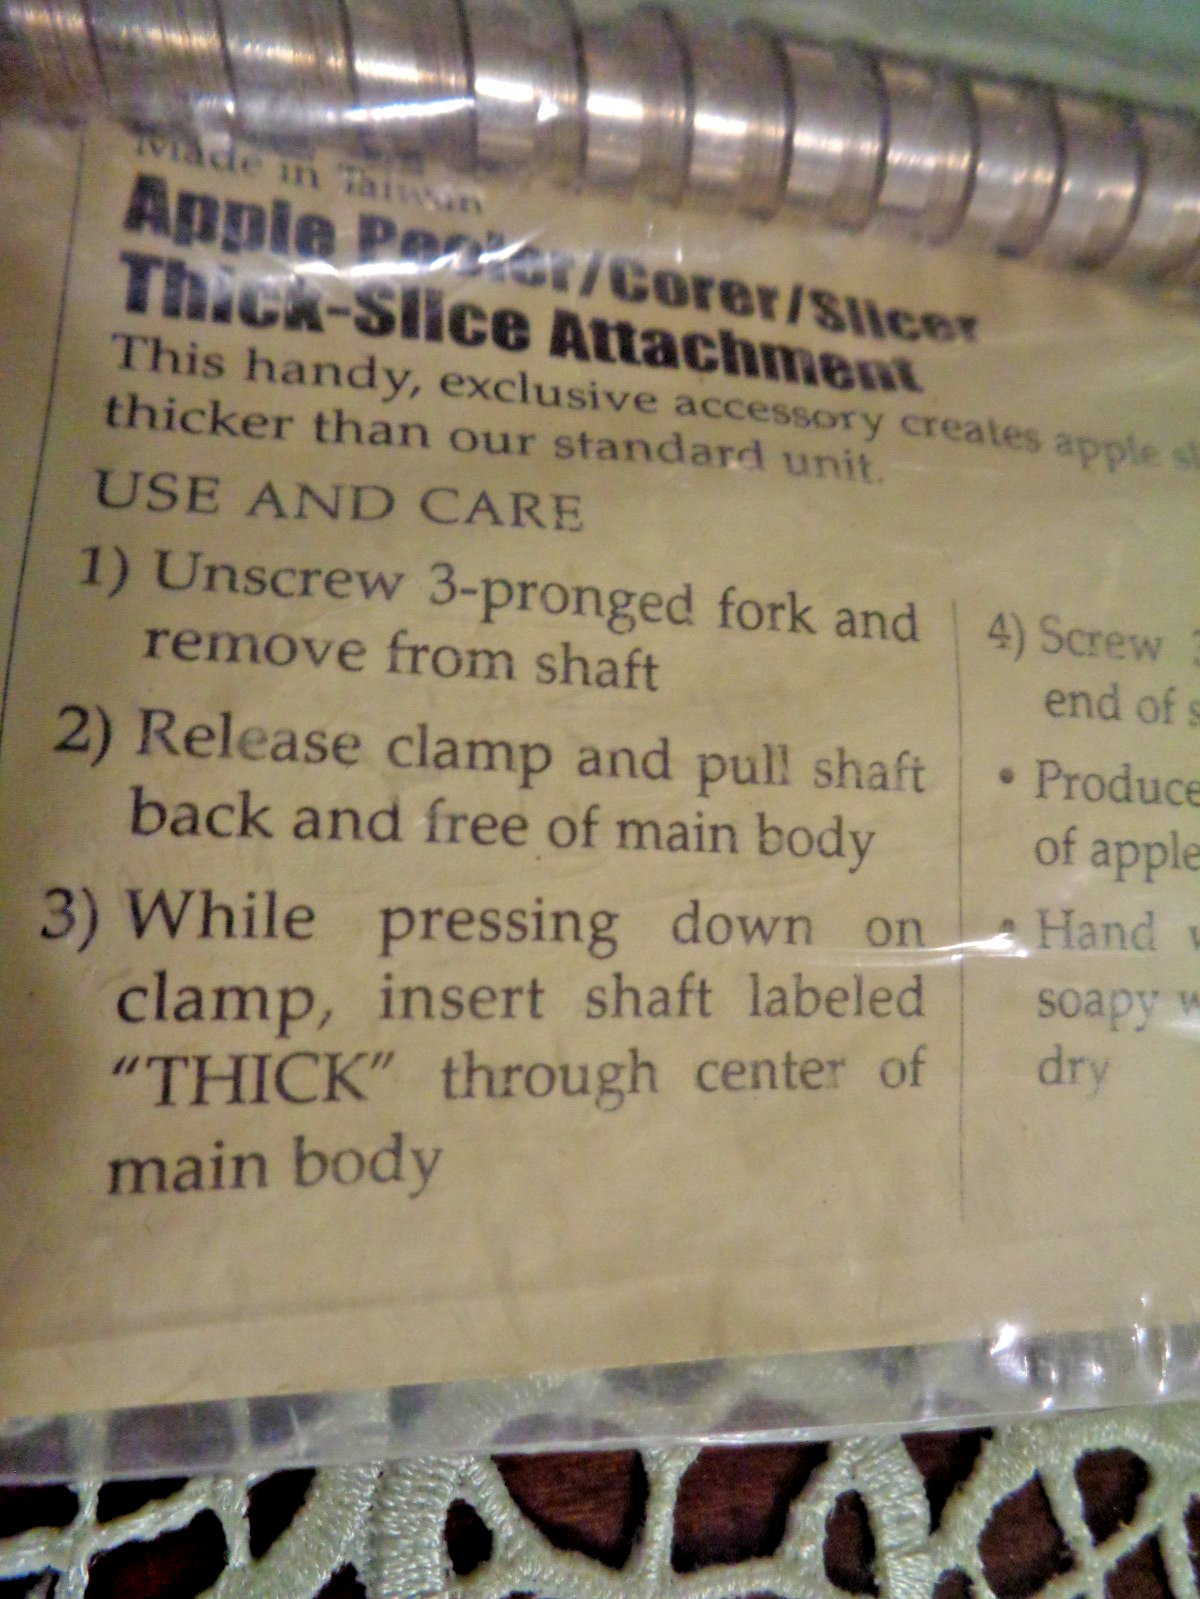 Made in Taiwan
Apple Peeler/Corer/Slicer
Thick-Slice Attachment
This handy, exclusive accessory creates apple
thicker than our standard unit.
USE AND CARE
1) Unscrew 3-pronged fork and
remove from shaft
2) Release clamp and pull shaft
back and free of main body
3) While pressing down on
clamp, insert shaft labeled
“THICK” through center of
main body
4) Screw
end of
• Produce
of apple
• Hand
soapy
dry